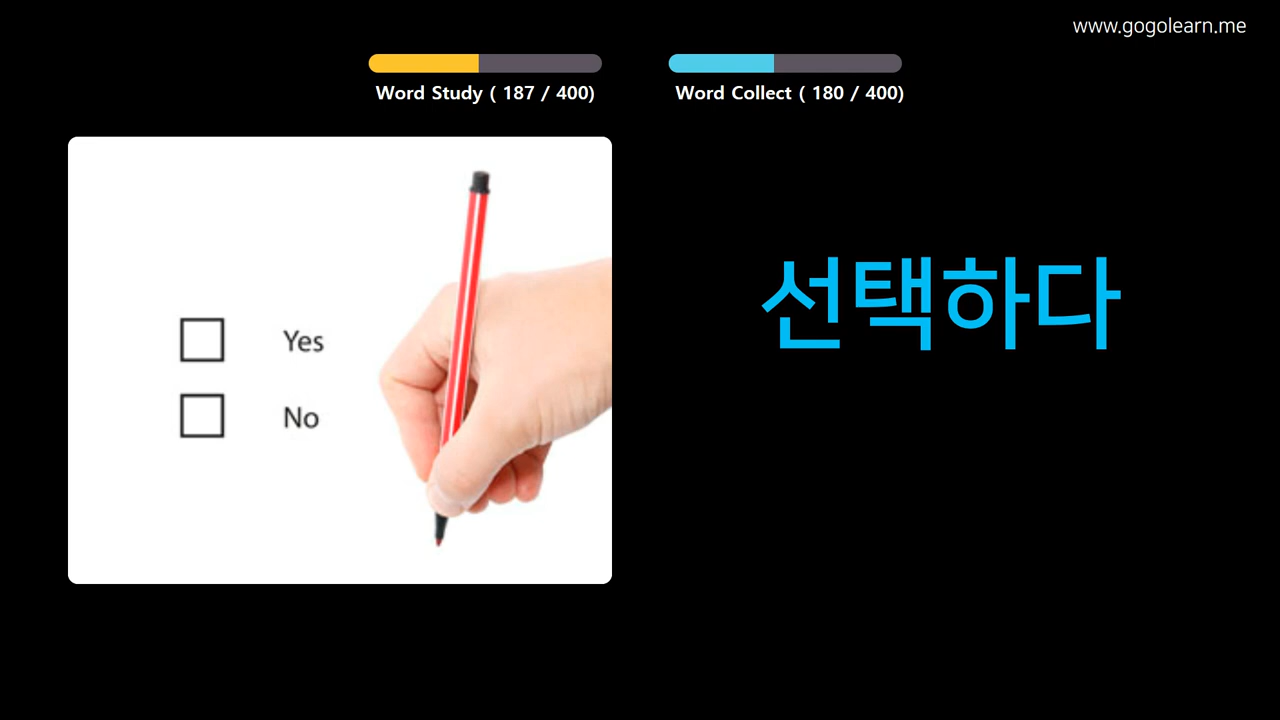 www.gogolearn.me
Word Study ( 187 / 400)
Word Collect ( 180 / 400)
선택하다
Yes
No